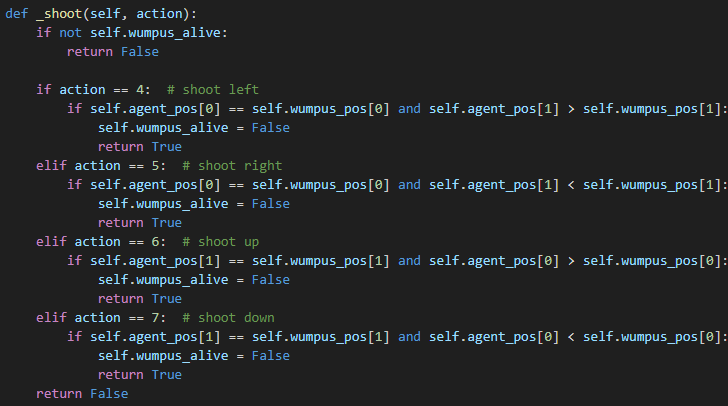 def _shoot(self, action):
    if not self.wumpus_alive:
        return False

    if action == 4:  # shoot left
        if self.agent_pos[0] == self.wumpus_pos[0] and self.agent_pos[1] > self.wumpus_pos[1]:
            self.wumpus_alive = False
            return True
    elif action == 5:  # shoot right
        if self.agent_pos[0] == self.wumpus_pos[0] and self.agent_pos[1] < self.wumpus_pos[1]:
            self.wumpus_alive = False
            return True
    elif action == 6:  # shoot up
        if self.agent_pos[1] == self.wumpus_pos[1] and self.agent_pos[0] > self.wumpus_pos[0]:
            self.wumpus_alive = False
            return True
    elif action == 7:  # shoot down
        if self.agent_pos[1] == self.wumpus_pos[1] and self.agent_pos[0] < self.wumpus_pos[0]:
            self.wumpus_alive = False
            return True
    return False